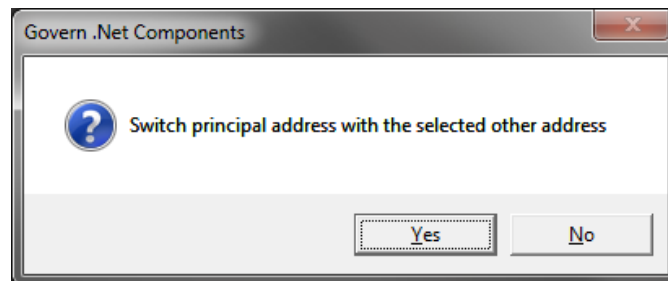 Govern .Net Components
Switch principal address with the selected other address
Yes No